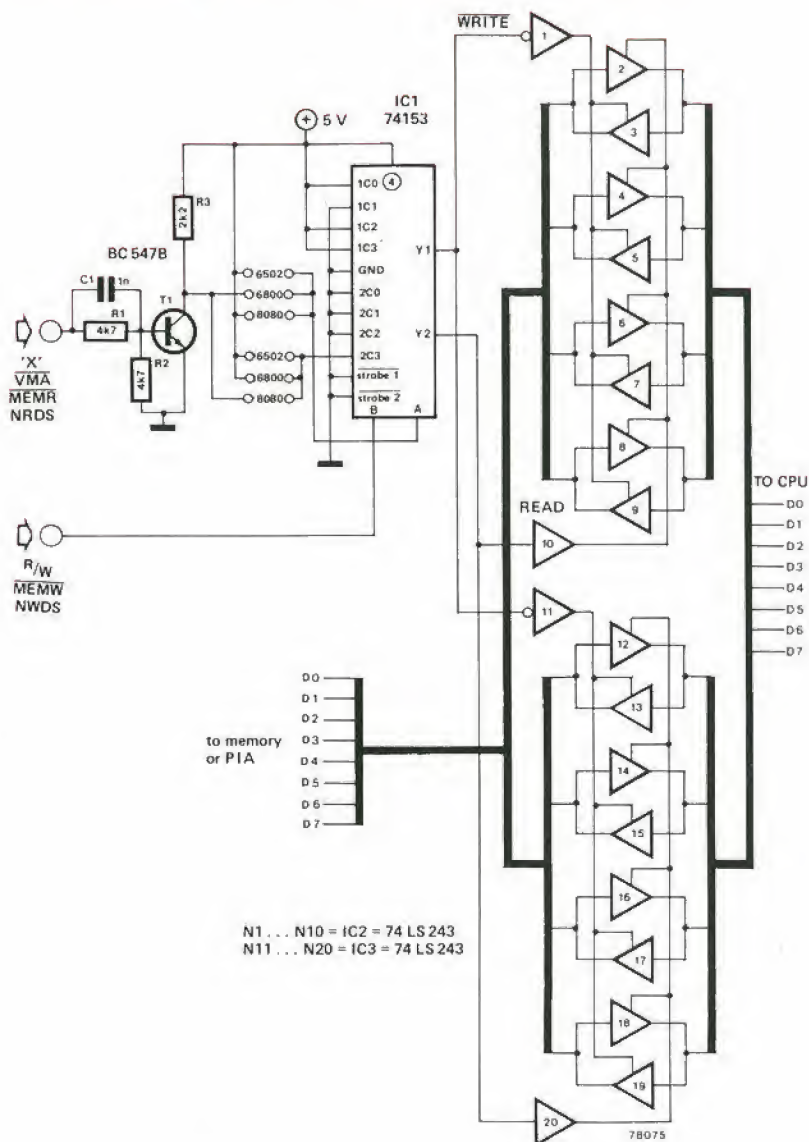 WRITE
1
2
3
4
5
6
7
8
9
READ
10
11
12
13
14
15
16
17
18
19
20
IC1
74153
+ 5 V
4
1C0
1C1
1C2
1C3
GND
2C0
2C1
2C2
2C3
strobe 1
strobe 2
B
A
Y1
Y2
R3
2k2
BC547B
C1
1n
T1
R1
4k7
R2
4k7
6502
6800
8080
6502
6800
8080
'X'
VMA
MEMR
NRDS
R/W
MEMW
NWDS
TO CPU
D0
D1
D2
D3
D4
D5
D6
D7
D0
D1
D2
D3
D4
D5
D6
D7
to memory
or PIA
N1 . . . N10 = IC2 = 74 LS 243
N11 . . . N20 = IC3 = 74 LS 243
78075